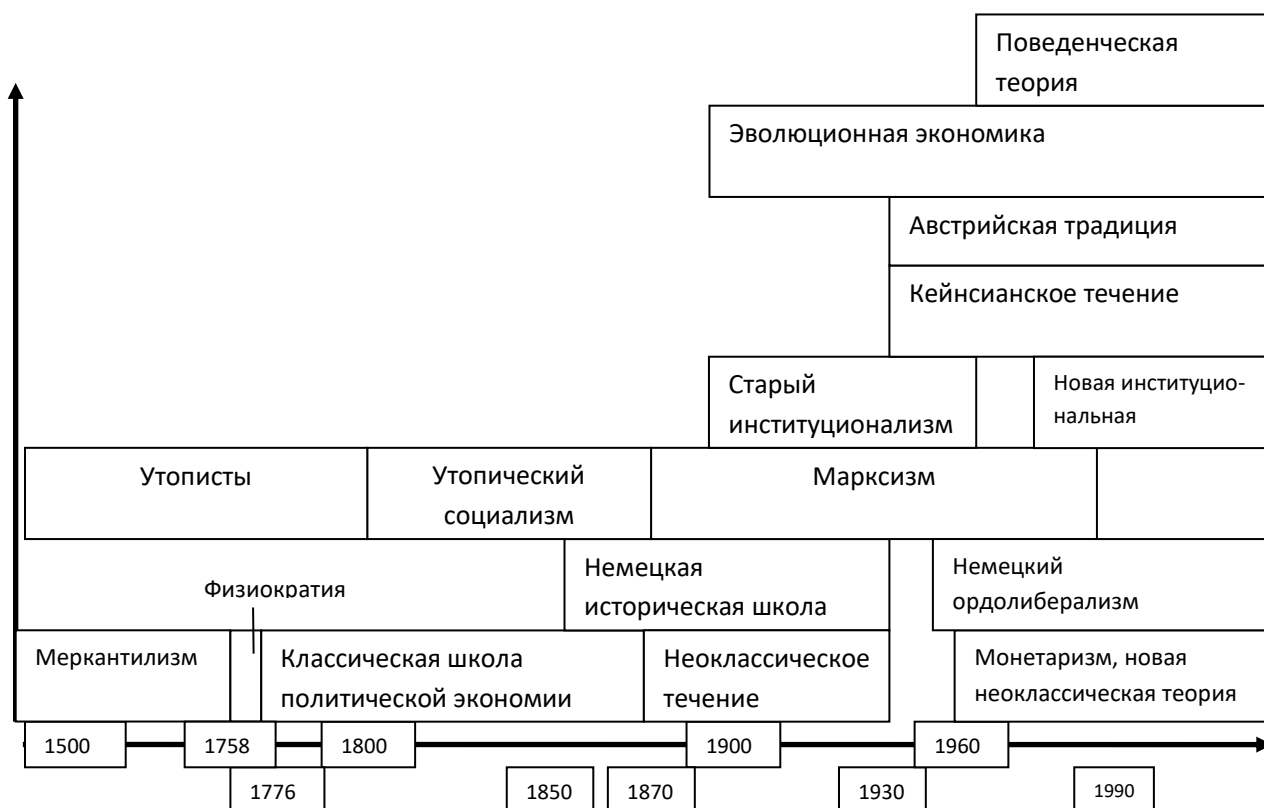 Поведенческая
теория
Эволюционная экономика
Австрийская традиция
Кейнсианское течение
Старый
институционализм
Новая институцио-
нальная
Утописты
Утопический
социализм
Марксизм
Физиократия
Немецкая
историческая школа
Немецкий
ордолиберализм
Меркантилизм
Классическая школа
политической экономии
Неоклассическое
течение
Монетаризм, новая
неоклассическая теория
1500
1758
1800
1900
1960
1776
1850
1870
1930
1990